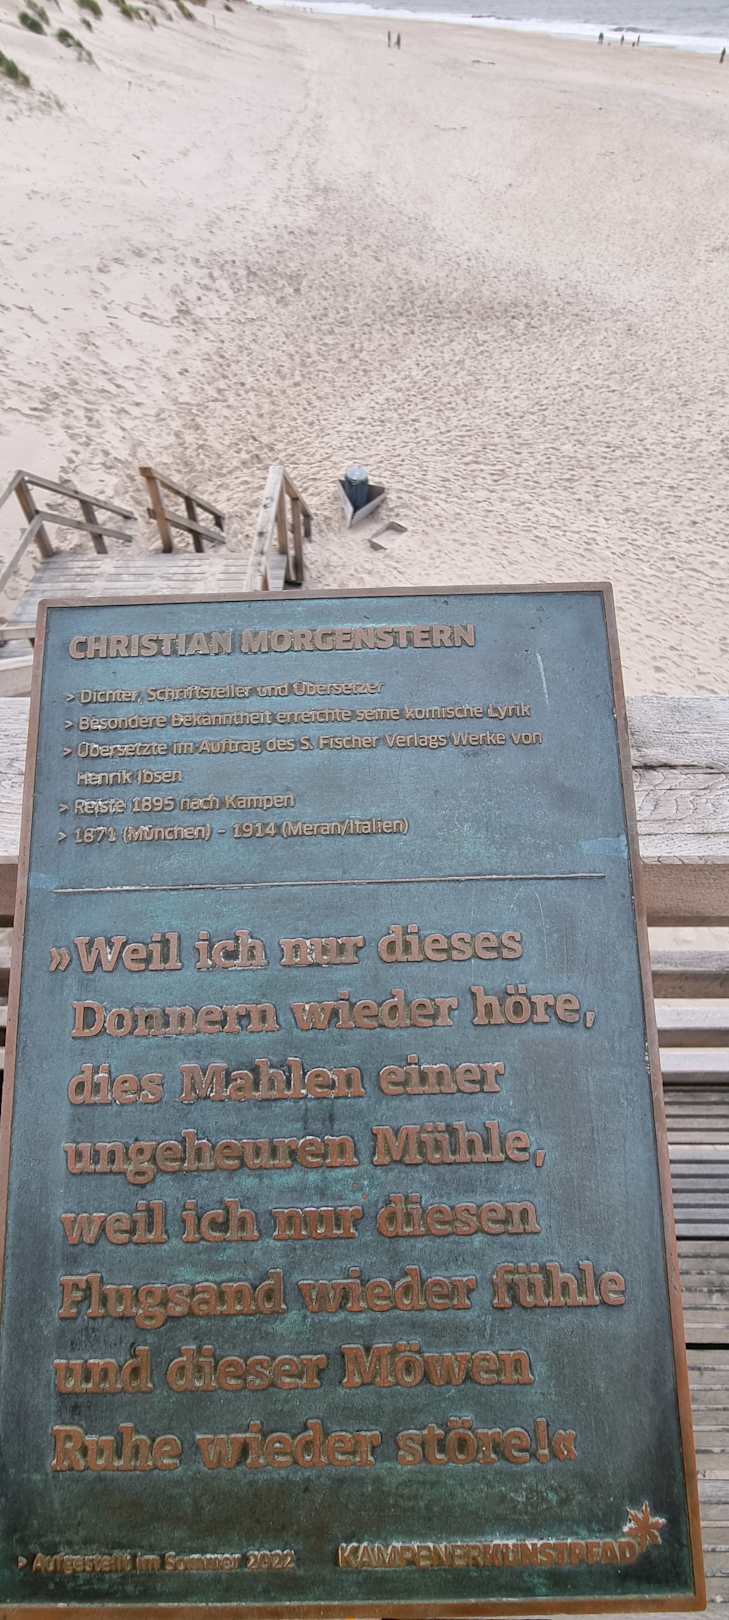 CHRISTIAN MORGENSTERN
> Dichter, Schriftsteller und Übersetzer
> Besondere Bekanntheit erreichte seine komische Lyrik
> Übersetzte im Auftrag des S. Fischer Verlags Werke von
Henrik Ibsen
> Reiste 1895 nach Kampen
> 1871 (München) - 1914 (Meran/Italien)
»Weil ich nur dieses
Donnern wieder höre,
dies Mahlen einer
ungeheuren Mühle,
weil ich nur diesen
Flugsand wieder fühle
und dieser Möwen
Ruhe wieder störe!«
> Aufgestellt im Sommer 2022
KAMPENERKUNSTPFAD